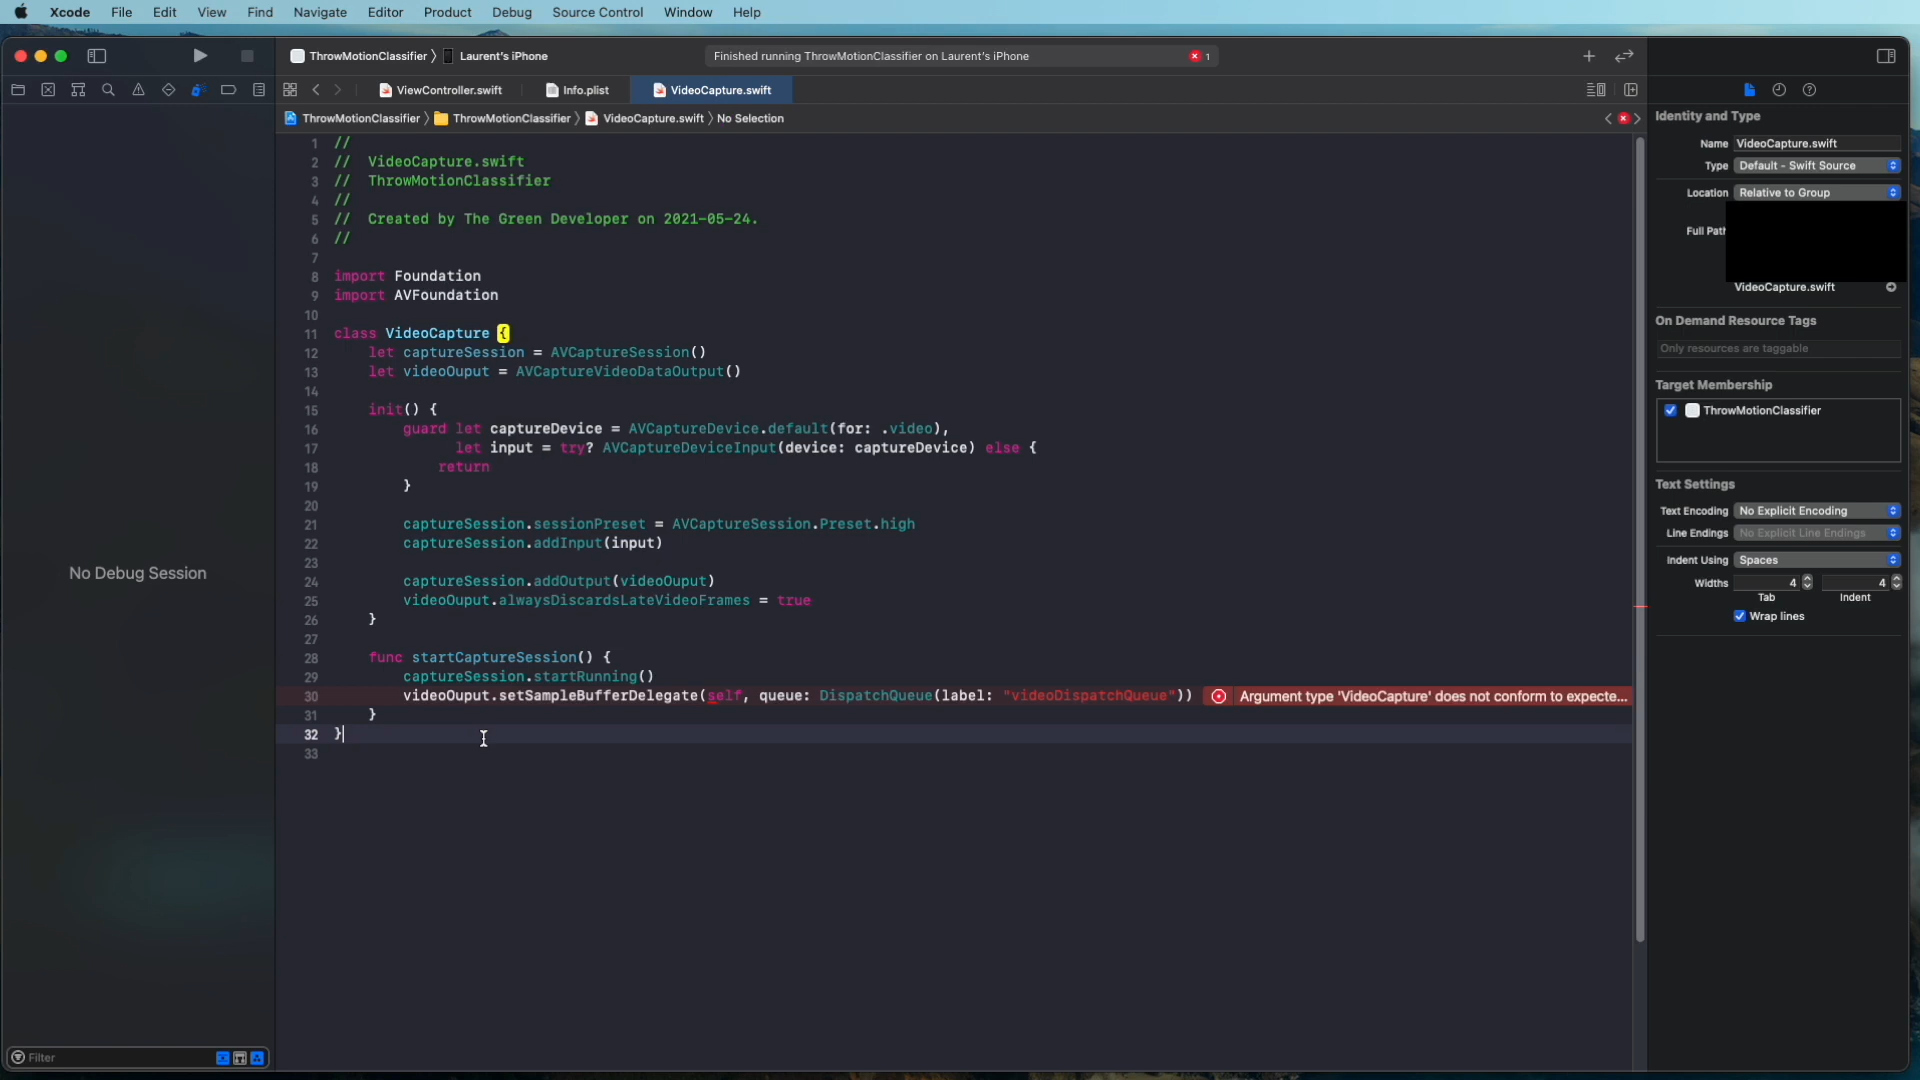 Xcode File Edit View Find Navigate Editor Product Debug Source Control Window Help
ThrowMotionClassifier 〉 Laurent's iPhone
Finished running ThrowMotionClassifier on Laurent's iPhone
1
ViewController.swift
Info.plist
VideoCapture.swift
ThrowMotionClassifier 〉 ThrowMotionClassifier 〉 VideoCapture.swift 〉 No Selection
1 //
2 //  VideoCapture.swift
3 //  ThrowMotionClassifier
4 //
5 //  Created by The Green Developer on 2021-05-24.
6 //
7
8 import Foundation
9 import AVFoundation
10
11 class VideoCapture {
12     let captureSession = AVCaptureSession()
13     let videoOuput = AVCaptureVideoDataOutput()
14
15     init() {
16         guard let captureDevice = AVCaptureDevice.default(for: .video),
17               let input = try? AVCaptureDeviceInput(device: captureDevice) else {
18             return
19         }
20
21         captureSession.sessionPreset = AVCaptureSession.Preset.high
22         captureSession.addInput(input)
23
24         captureSession.addOutput(videoOuput)
25         videoOuput.alwaysDiscardsLateVideoFrames = true
26     }
27
28     func startCaptureSession() {
29         captureSession.startRunning()
30         videoOuput.setSampleBufferDelegate(self, queue: DispatchQueue(label: "videoDispatchQueue")) Argument type 'VideoCapture' does not conform to expecte...
31     }
32 }
33
No Debug Session
Filter
Identity and Type
Name VideoCapture.swift
Type Default - Swift Source
Location Relative to Group
Full Path
VideoCapture.swift
On Demand Resource Tags
Only resources are taggable
Target Membership
ThrowMotionClassifier
Text Settings
Text Encoding No Explicit Encoding
Line Endings No Explicit Line Endings
Indent Using Spaces
Widths 4 4
Tab Indent
Wrap lines